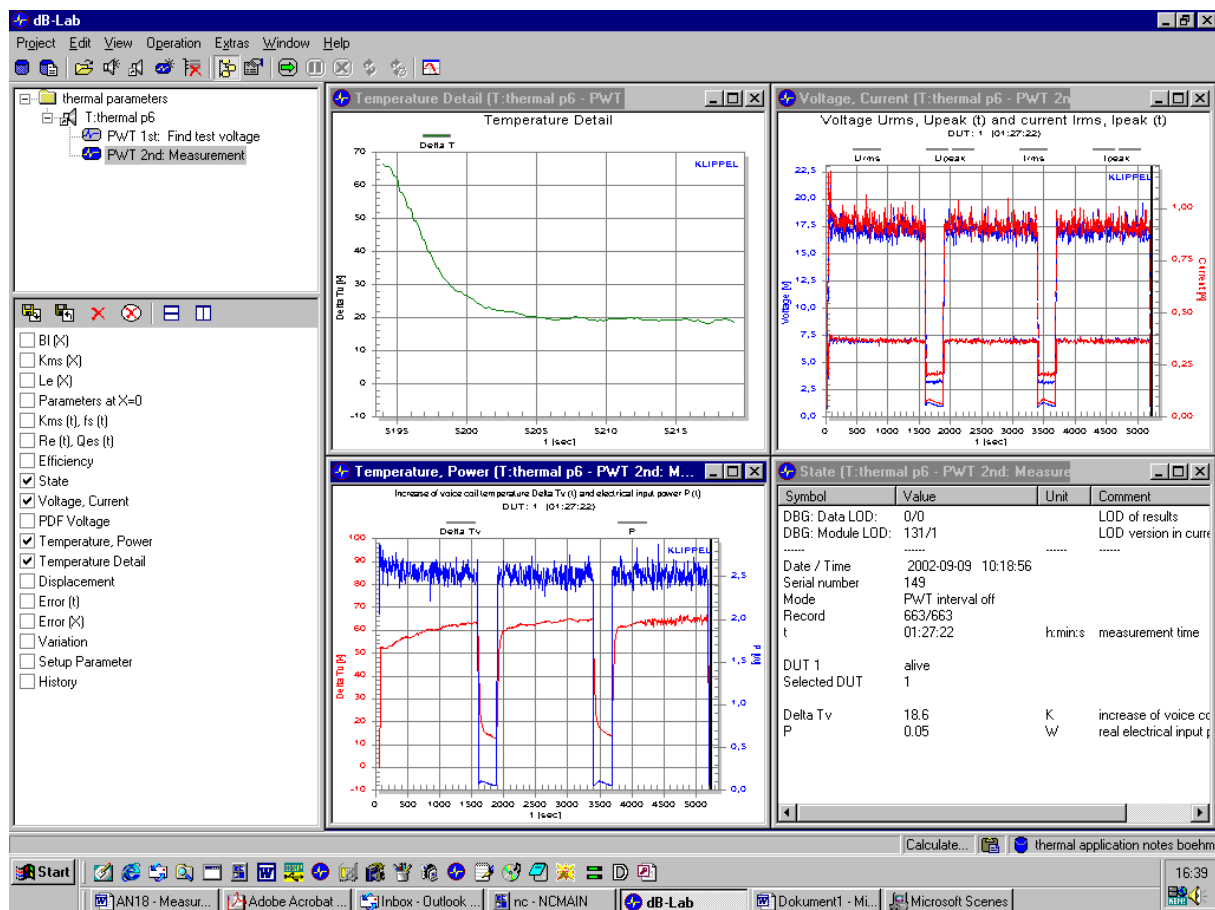 dB-Lab
Project Edit View Operation Extras Window Help
thermal parameters
T:thermal p6
PWT 1st: Find test voltage
PWT 2nd: Measurement
Bl (X)
Kms (X)
Le (X)
Parameters at X=0
Kms (t), fs (t)
Re (t), Qes (t)
Efficiency
State
Voltage, Current
PDF Voltage
Temperature, Power
Temperature Detail
Displacement
Error (t)
Error (X)
Variation
Setup Parameter
History
Temperature Detail (T:thermal p6 - PWT
Temperature Detail
Delta T
KLIPPEL
70
60
50
40
30
20
10
0
-10
Delta Tv [K]
5195 5200 5205 5210 5215
t [sec]
Voltage, Current (T:thermal p6 - PWT 2n
Voltage Urms, Upeak (t) and current Irms, Ipeak (t)
DUT: 1 (01:27:22)
Urms Upeak Irms Ipeak
KLIPPEL
22,5
20,0
17,5
15,0
12,5
10,0
7,5
5,0
2,5
0,0
Voltage [V]
1,00
0,75
0,50
0,25
0,00
Current [A]
0 500 1000 1500 2000 2500 3000 3500 4000 4500 5000
t [sec]
Temperature, Power (T:thermal p6 - PWT 2nd: M...
Increase of voice coil temperature Delta Tv (t) and electrical input power P (t)
DUT: 1 (01:27:22)
Delta Tv P
KLIPPEL
100
90
80
70
60
50
40
30
20
10
0
-10
Delta Tv [K]
2,5
2,0
1,5
1,0
0,5
0,0
P [W]
0 500 1000 1500 2000 2500 3000 3500 4000 4500 5000
t [sec]
State (T:thermal p6 - PWT 2nd: Measure
Symbol Value Unit Comment
DBG: Data LOD: 0/0 LOD of results
DBG: Module LOD: 131/1 LOD version in curre
------ ------ ------ ------
Date / Time 2002-09-09 10:18:56
Serial number 149
Mode PWT interval off
Record 663/663
t 01:27:22 h:min:s measurement time
DUT 1 alive
Selected DUT 1
Delta Tv 18.6 K increase of voice co
P 0.05 W real electrical input p
Calculate... thermal application notes boehm
Start 16:39
AN18 - Measur... Adobe Acrobat ... Inbox - Outlook ... nc - NCMAIN dB-Lab Dokument1 - Mi... Microsoft Scenes